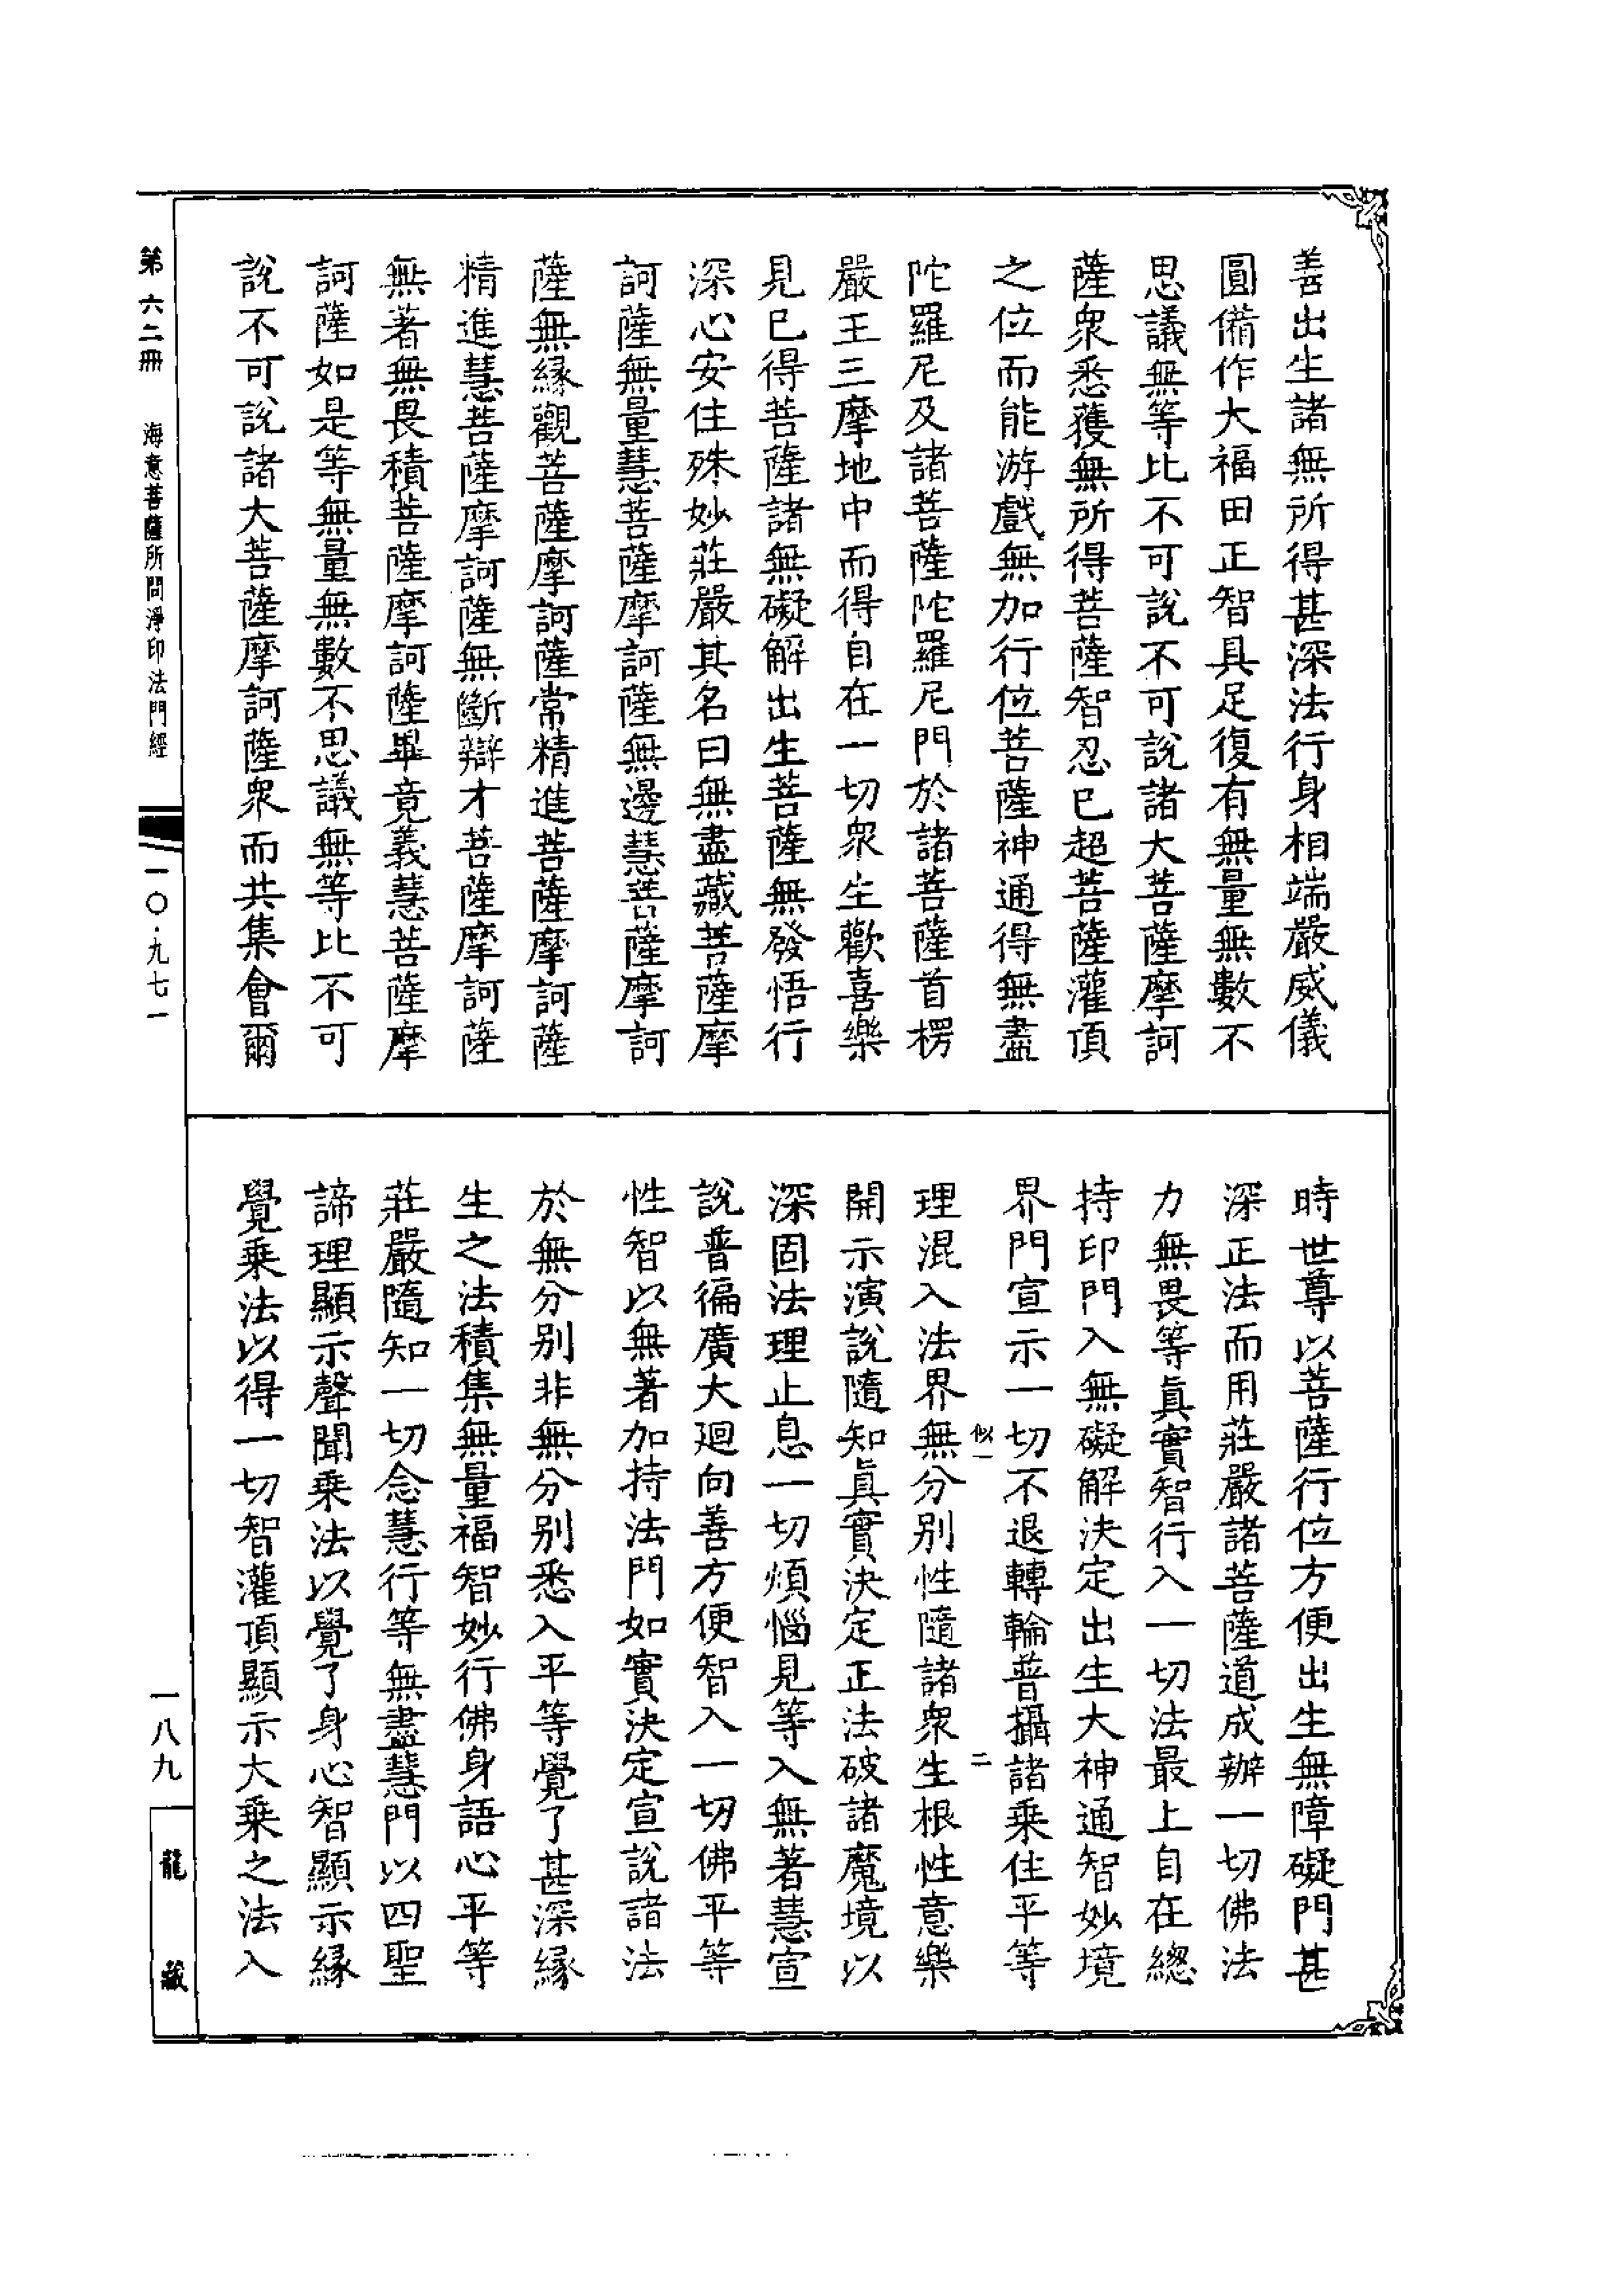 善出生諸無所得甚深法行身相端嚴威儀
圓備作大福田正智具足復有無量無數不
思議無等比不可說不可說諸大菩薩摩訶
薩衆悉獲無所得菩薩智忍已超菩薩灌頂
之位而能游戲無加行位菩薩神通得無盡
陀羅尼及諸菩薩陀羅尼門於諸菩薩首楞
嚴王三摩地中而得自在一切衆生歡喜樂
見已得菩薩諸無礙解出生菩薩無發悟行
深心安住殊妙莊嚴其名曰無盡藏菩薩摩
訶薩無量慧菩薩摩訶薩無邊慧菩薩摩訶
薩無緣觀菩薩摩訶薩常精進菩薩摩訶薩
精進慧菩薩摩訶薩無斷辯才菩薩摩訶薩
無著無畏積菩薩摩訶薩畢竟義慧菩薩摩
訶薩如是等無量無數不思議無等比不可
說不可說諸大菩薩摩訶薩衆而共集會爾
時世尊以菩薩行位方便出生無障礙門甚
深正法而用莊嚴諸菩薩道成辦一切佛法
力無畏等眞實智行入一切法最上自在總
持印門入無礙解決定出生大神通智妙境
界門宣示一切不退轉輪普攝諸乗住平等
似一 二
理混入法界無分別性隨諸衆生根性意樂
開示演說隨知眞實決定正法破諸魔境以
深固法理止息一切煩惱見等入無著慧宣
說普徧廣大廻向善方便智入一切佛平等
性智以無著加持法門如實決定宣說諸法
於無分別非無分別悉入平等覺了甚深緣
生之法積集無量福智妙行佛身語心平等
莊嚴隨知一切念慧行等無盡慧門以四聖
諦理顯示聲聞乗法以覺了身心智顯示緣
覺乗法以得一切智灌頂顯示大乗之法入
第六二冊 海意菩薩所問淨印法門經 一〇·九七一
一八九 龍藏